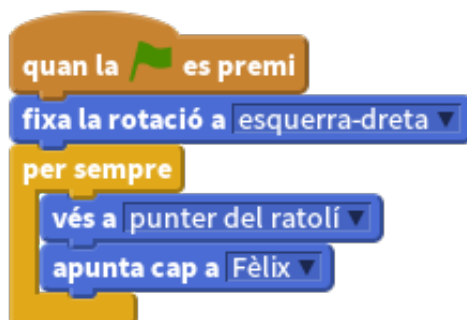 quan la es premi
fixa la rotació a esquerra-dreta
per sempre
vés a punter del ratolí
apunta cap a Fèlix